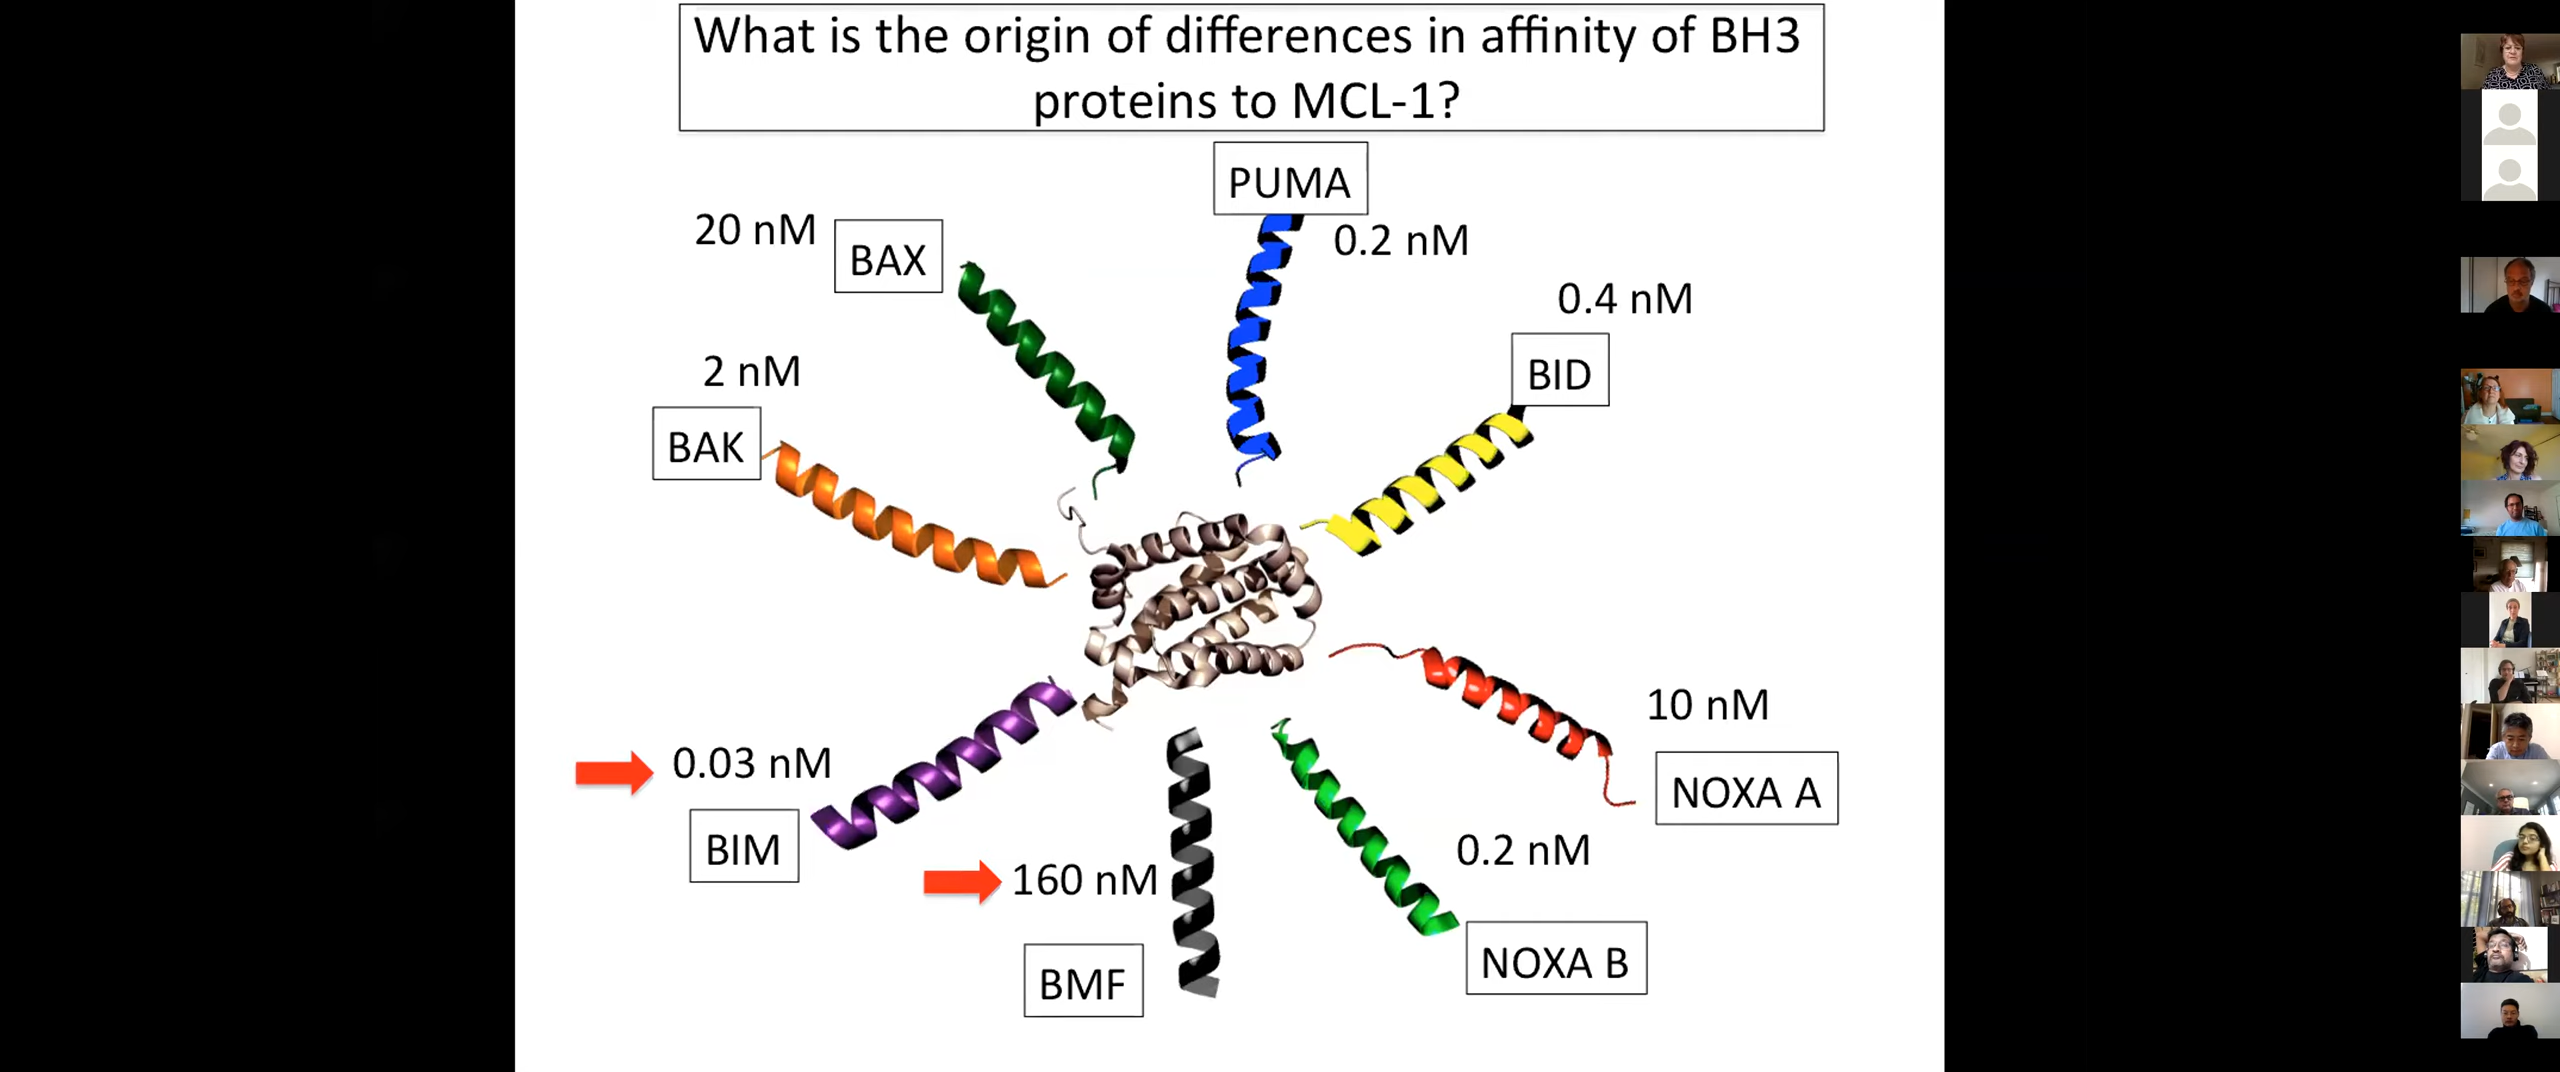 What is the origin of differences in affinity of BH3
proteins to MCL-1?
PUMA
0.2 nM
20 nM
BAX
0.4 nM
BID
2 nM
BAK
10 nM
NOXA A
0.03 nM
BIM
0.2 nM
NOXA B
160 nM
BMF